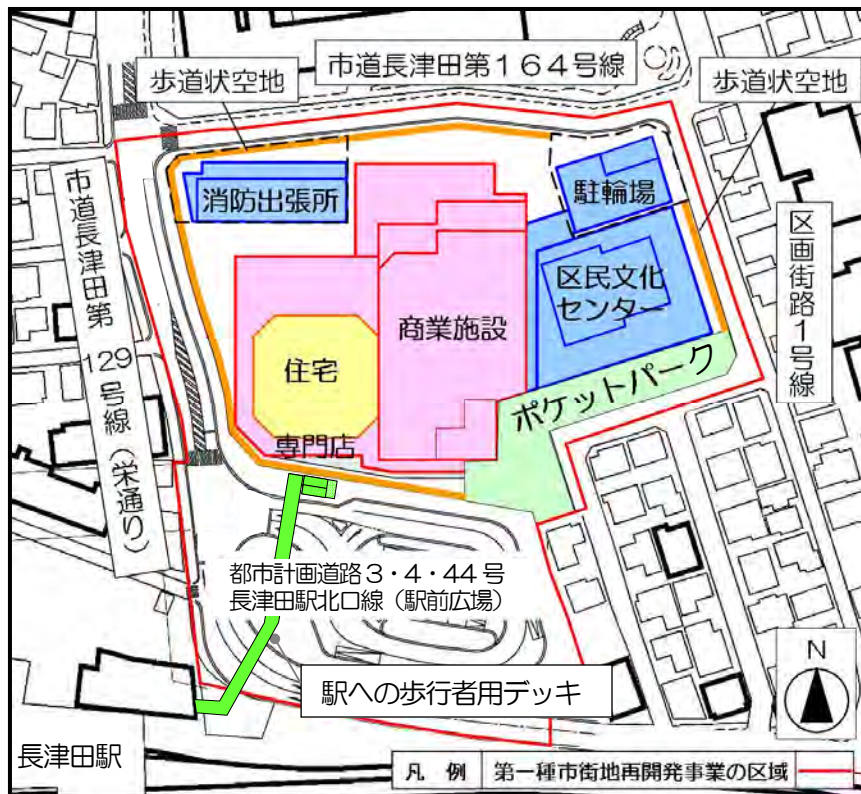 市道長津田第164号線
歩道状空地
歩道状空地
消防出張所
駐輪場
市道長津田第
129
号線(栄通り)
区画街路1号線
区民文化
センター
商業施設
住宅
ポケットパーク
専門店
都市計画道路3・4・44号
長津田駅北口線(駅前広場)
N
駅への歩行者用デッキ
長津田駅
凡 例 第一種市街地再開発事業の区域